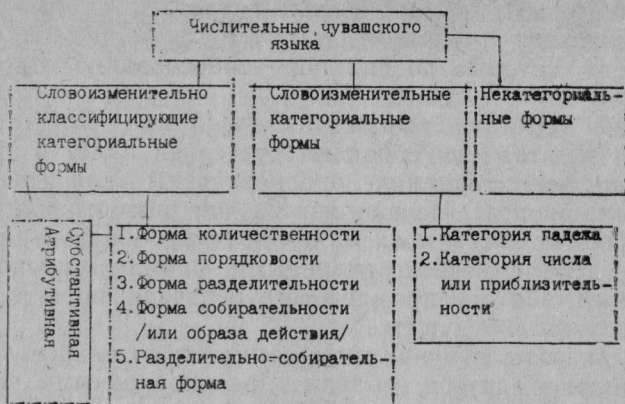 Числительные чувашского
языка
Словоизменительно
классифицирующие
категориальные
формы
Словоизменительные
категориальные
формы
Некатегориаль-
ные формы
Субстантивная
Атрибутивная
1.Форма количественности
2.Форма порядковости
3.Форма разделительности
4.Форма собирательности
/или образа действия/
5.Разделительно-собиратель-
ная форма
1.Категория падежа
2.Категория числа
или приблизитель-
ности